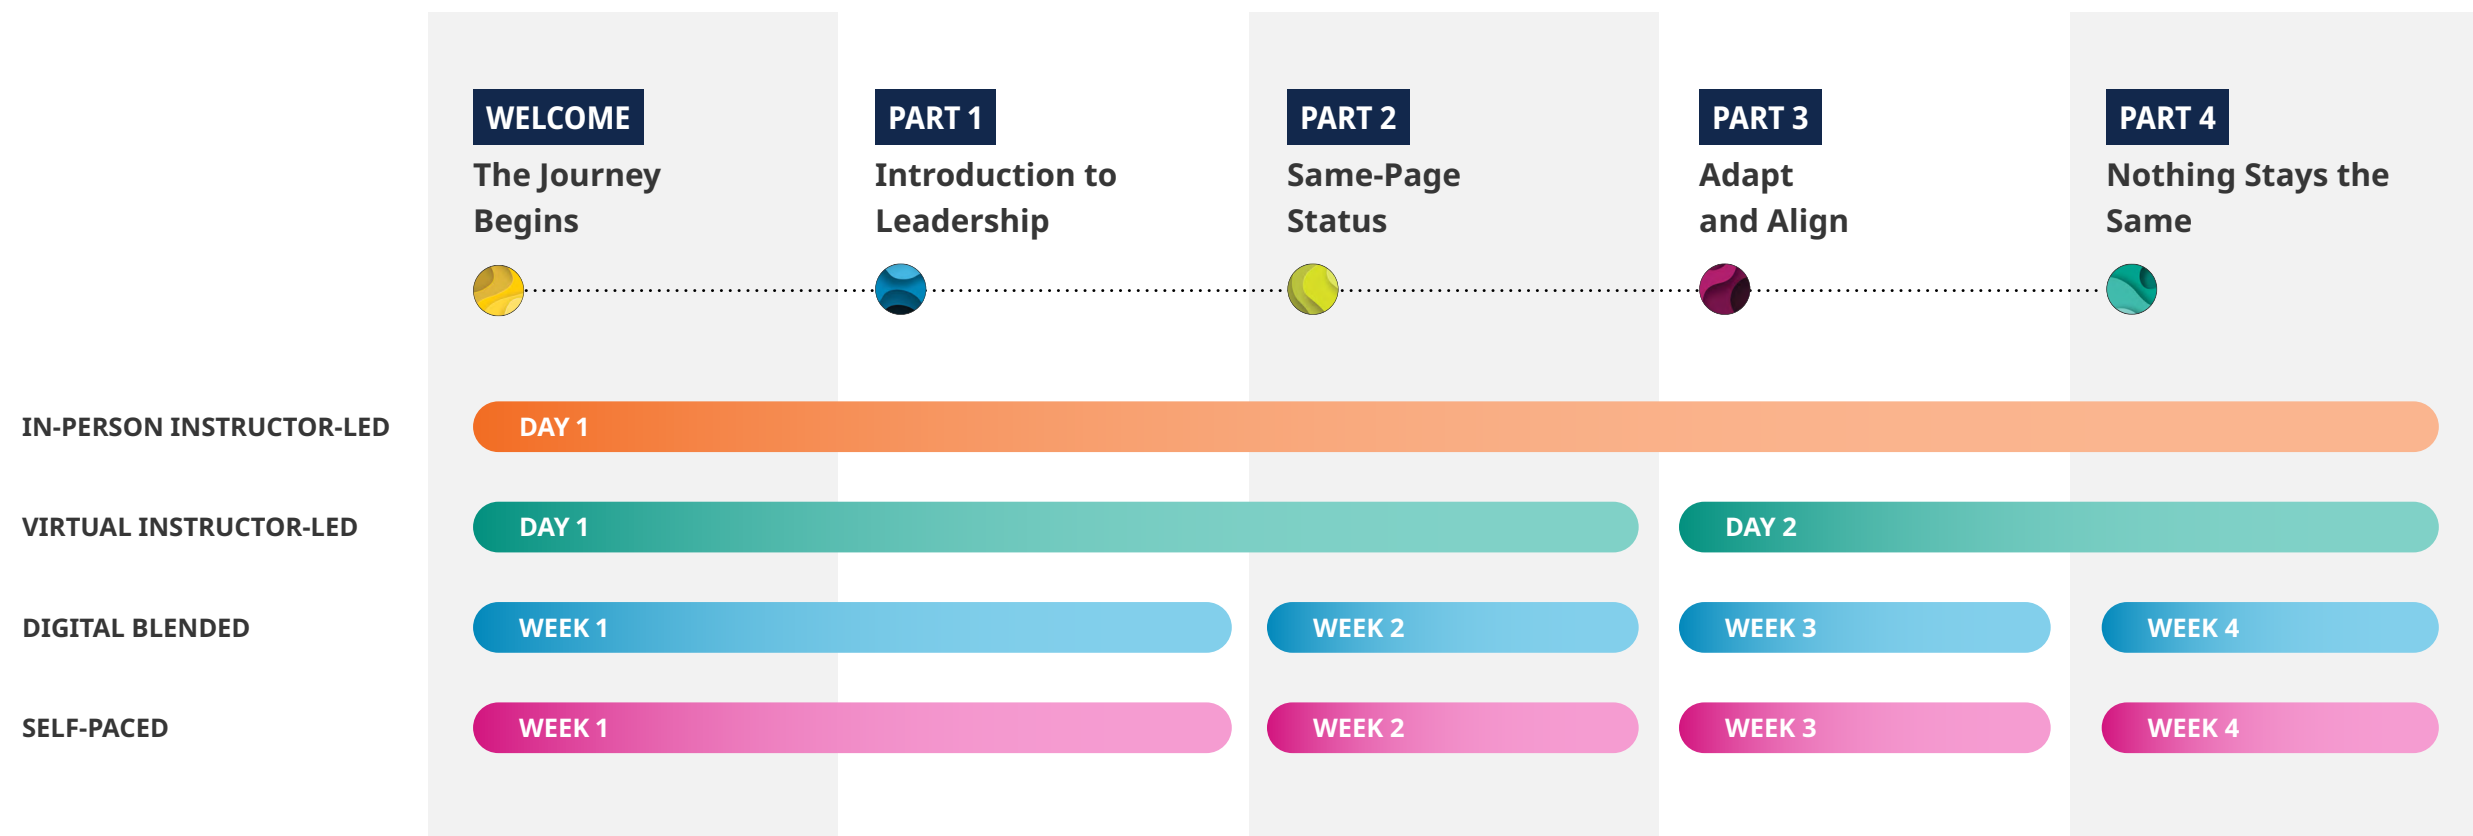 WELCOME
The Journey
Begins
PART 1
Introduction to
Leadership
PART 2
Same-Page
Status
PART 3
Adapt
and Align
PART 4
Nothing Stays the
Same
IN-PERSON INSTRUCTOR-LED
DAY 1
VIRTUAL INSTRUCTOR-LED
DAY 1
DAY 2
DIGITAL BLENDED
WEEK 1
WEEK 2
WEEK 3
WEEK 4
SELF-PACED
WEEK 1
WEEK 2
WEEK 3
WEEK 4